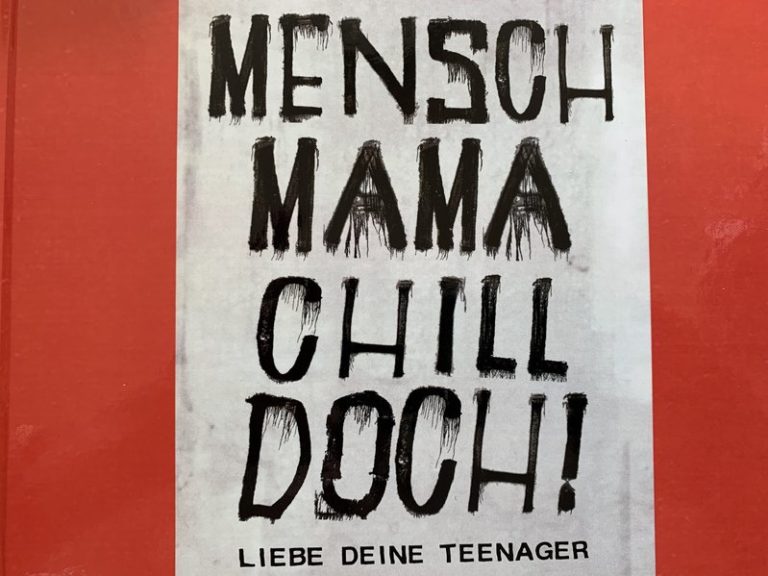 MENSCH
MAMA
CHILL
DOCH!
LIEBE DEINE TEENAGER